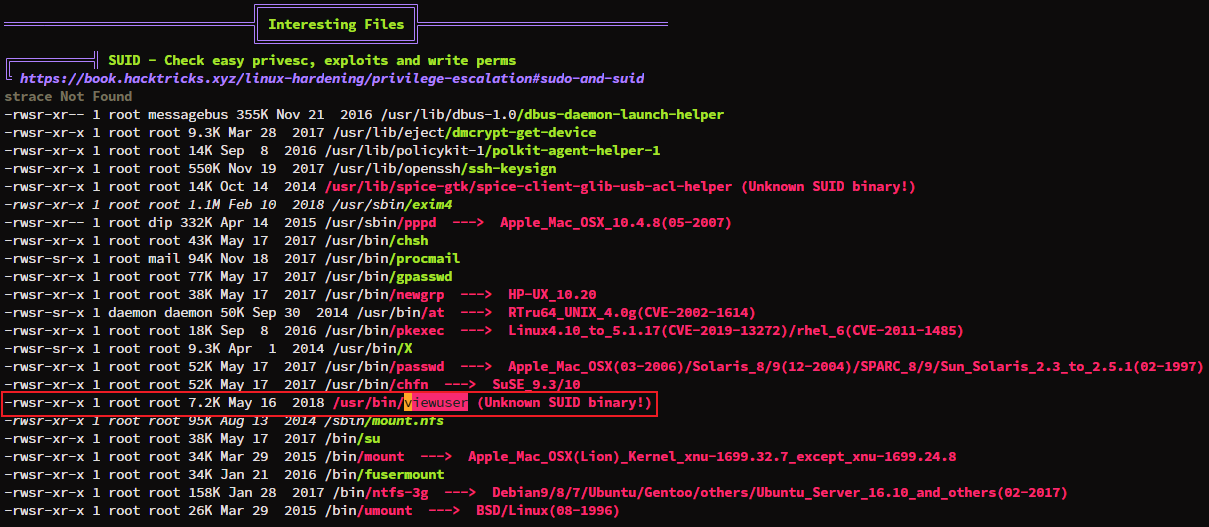 Interesting Files
SUID - Check easy privesc, exploits and write perms
https://book.hacktricks.xyz/linux-hardening/privilege-escalation#sudo-and-suid
strace Not Found
-rwsr-xr-- 1 root messagebus 355K Nov 21  2016 /usr/lib/dbus-1.0/dbus-daemon-launch-helper
-rwsr-xr-x 1 root root 9.3K Mar 28  2017 /usr/lib/eject/dmcrypt-get-device
-rwsr-xr-x 1 root root 14K Sep  8  2016 /usr/lib/policykit-1/polkit-agent-helper-1
-rwsr-xr-x 1 root root 550K Nov 19  2017 /usr/lib/openssh/ssh-keysign
-rwsr-xr-x 1 root root 14K Oct 14  2014 /usr/lib/spice-gtk/spice-client-glib-usb-acl-helper (Unknown SUID binary!)
-rwsr-xr-x 1 root root 1.1M Feb 10  2018 /usr/sbin/exim4
-rwsr-xr-- 1 root dip 332K Apr 14  2015 /usr/sbin/pppd  --->  Apple_Mac_OSX_10.4.8(05-2007)
-rwsr-xr-x 1 root root 43K May 17  2017 /usr/bin/chsh
-rwsr-sr-x 1 root mail 94K Nov 18  2017 /usr/bin/procmail
-rwsr-xr-x 1 root root 77K May 17  2017 /usr/bin/gpasswd
-rwsr-xr-x 1 root root 38K May 17  2017 /usr/bin/newgrp  --->  HP-UX_10.20
-rwsr-sr-x 1 daemon daemon 50K Sep 30  2014 /usr/bin/at  --->  RTru64_UNIX_4.0g(CVE-2002-1614)
-rwsr-xr-x 1 root root 18K Sep  8  2016 /usr/bin/pkexec  --->  Linux4.10_to_5.1.17(CVE-2019-13272)/rhel_6(CVE-2011-1485)
-rwsr-sr-x 1 root root 9.3K Apr  1  2014 /usr/bin/X
-rwsr-xr-x 1 root root 52K May 17  2017 /usr/bin/passwd  --->  Apple_Mac_OSX(03-2006)/Solaris_8/9(12-2004)/SPARC_8/9/Sun_Solaris_2.3_to_2.5.1(02-1997)
-rwsr-xr-x 1 root root 52K May 17  2017 /usr/bin/chfn  --->  SuSE_9.3/10
-rwsr-xr-x 1 root root 7.2K May 16  2018 /usr/bin/viewuser (Unknown SUID binary!)
-rwsr-xr-x 1 root root 95K Aug 13  2014 /sbin/mount.nfs
-rwsr-xr-x 1 root root 38K May 17  2017 /bin/su
-rwsr-xr-x 1 root root 34K Mar 29  2015 /bin/mount  --->  Apple_Mac_OSX(Lion)_Kernel_xnu-1699.32.7_except_xnu-1699.24.8
-rwsr-xr-x 1 root root 34K Jan 21  2016 /bin/fusermount
-rwsr-xr-x 1 root root 158K Jan 28  2017 /bin/ntfs-3g  --->  Debian9/8/7/Ubuntu/Gentoo/others/Ubuntu_Server_16.10_and_others(02-2017)
-rwsr-xr-x 1 root root 26K Mar 29  2015 /bin/umount  --->  BSD/Linux(08-1996)